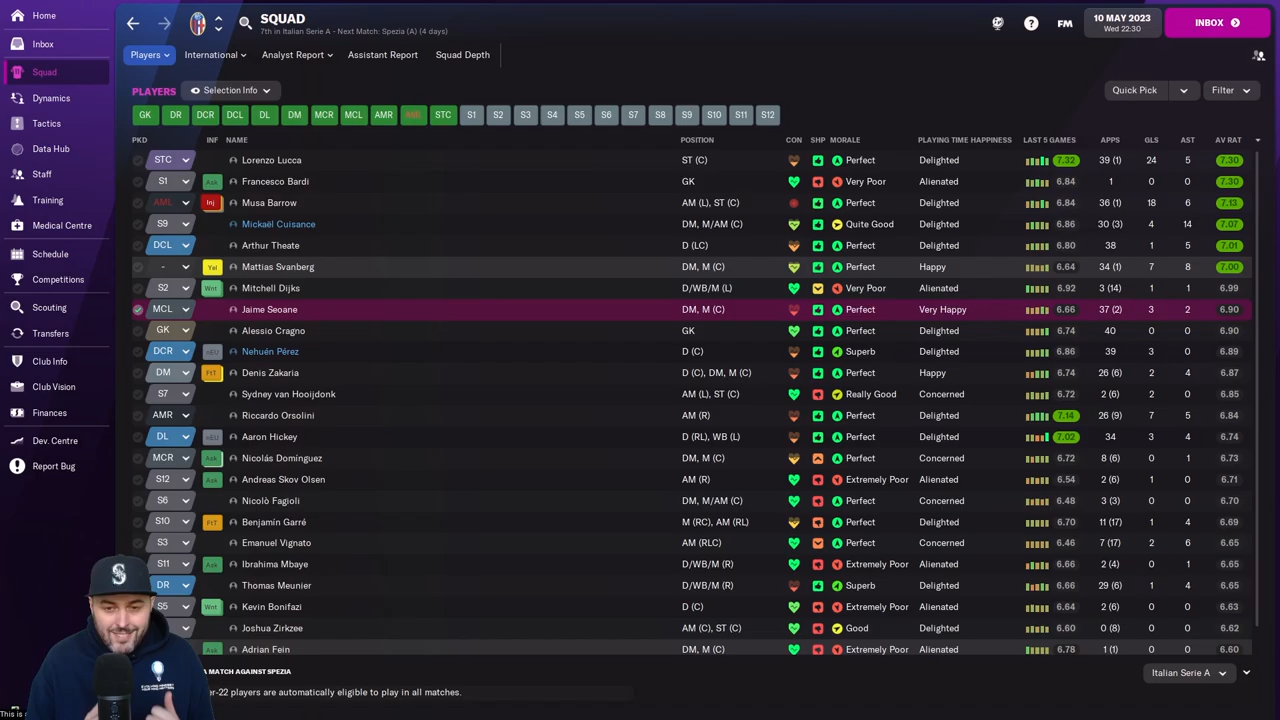 Home
SQUAD
7th in Italian Serie A - Next Match: Spezia (A) (4 days)
?
FM
10 MAY 2023
Wed 22:30
INBOX
Inbox
Players
International
Analyst Report
Assistant Report
Squad Depth
Squad
Dynamics
PLAYERS
Selection Info
Quick Pick
Filter
Tactics
GK DR DCR DCL DL DM MCR MCL AMR AML STC S1 S2 S3 S4 S5 S6 S7 S8 S9 S10 S11 S12
Data Hub
PKD INF NAME POSITION CON SHP MORALE PLAYING TIME HAPPINESS LAST 5 GAMES APPS GLS AST AV RAT
STC Lorenzo Lucca ST (C) Perfect Delighted 7.32 39 (1) 24 5 7.30
Staff
S1 Ask Francesco Bardi GK Very Poor Alienated 6.84 1 0 0 7.30
Training
AML Inj Musa Barrow AM (L), ST (C) Perfect Delighted 6.84 36 (1) 18 6 7.13
Medical Centre
S9 Mickaël Cuisance DM, M/AM (C) Quite Good Delighted 6.86 30 4 14 7.07
DCL Arthur Theate D (LC) Perfect Delighted 6.80 38 1 5 7.01
Schedule
- Yel Mattias Svanberg DM, M (C) Perfect Happy 6.64 34 (1) 7 8 7.00
Competitions
S2 Wnt Mitchell Dijks D/WB/M (L) Very Poor Alienated 6.92 3 (14) 1 1 6.99
Scouting
MCL Jaime Seoane DM, M (C) Perfect Very Happy 6.66 37 (2) 3 2 6.90
Transfers
GK Alessio Cragno GK Perfect Delighted 6.74 40 0 0 6.90
DCR nEU Nehuén Pérez D (C) Superb Delighted 6.86 39 3 0 6.89
Club Info
DM FtT Denis Zakaria D (C), DM, M (C) Perfect Happy 6.74 26 (6) 2 4 6.87
Club Vision
S7 Sydney van Hooijdonk AM (L), ST (C) Really Good Concerned 6.72 2 (6) 2 0 6.85
Finances
AMR Riccardo Orsolini AM (R) Perfect Delighted 7.14 26 (9) 7 5 6.84
Dev. Centre
DL nEU Aaron Hickey D (RL), WB (L) Perfect Delighted 7.02 34 3 4 6.74
Report Bug
MCR Ask Nicolás Domínguez DM, M (C) Perfect Concerned 6.72 8 (6) 1 0 6.73
S12 Ask Andreas Skov Olsen AM (R) Extremely Poor Alienated 6.54 2 (6) 0 1 6.71
S6 Nicolò Fagioli DM, M/AM (C) Perfect Concerned 6.48 3 (3) 0 0 6.70
S10 FtT Benjamín Garré M (RC), AM (RL) Perfect Delighted 6.70 11 (17) 1 4 6.69
S3 Emanuel Vignato AM (RLC) Perfect Concerned 6.46 7 (17) 2 6 6.65
S11 Ask Ibrahima Mbaye D/WB/M (R) Extremely Poor Alienated 6.66 2 (4) 0 1 6.65
DR Thomas Meunier D/WB/M (R) Superb Delighted 6.66 29 (6) 1 4 6.65
S5 Wnt Kevin Bonifazi D (C) Extremely Poor Alienated 6.64 2 (6) 0 0 6.63
Joshua Zirkzee AM (C), ST (C) Good Delighted 6.60 0 (8) 0 0 6.62
Ask Adrian Fein DM, M (C) Extremely Poor Alienated 6.78 1 (1) 0 0 6.60
A MATCH AGAINST SPEZIA
Italian Serie A
er-22 players are automatically eligible to play in all matches.
This is